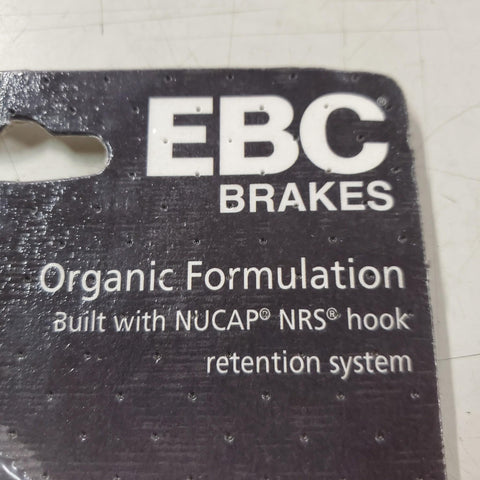 EBC®
BRAKES
Organic Formulation
Built with NUCAP® NRS® hook
retention system